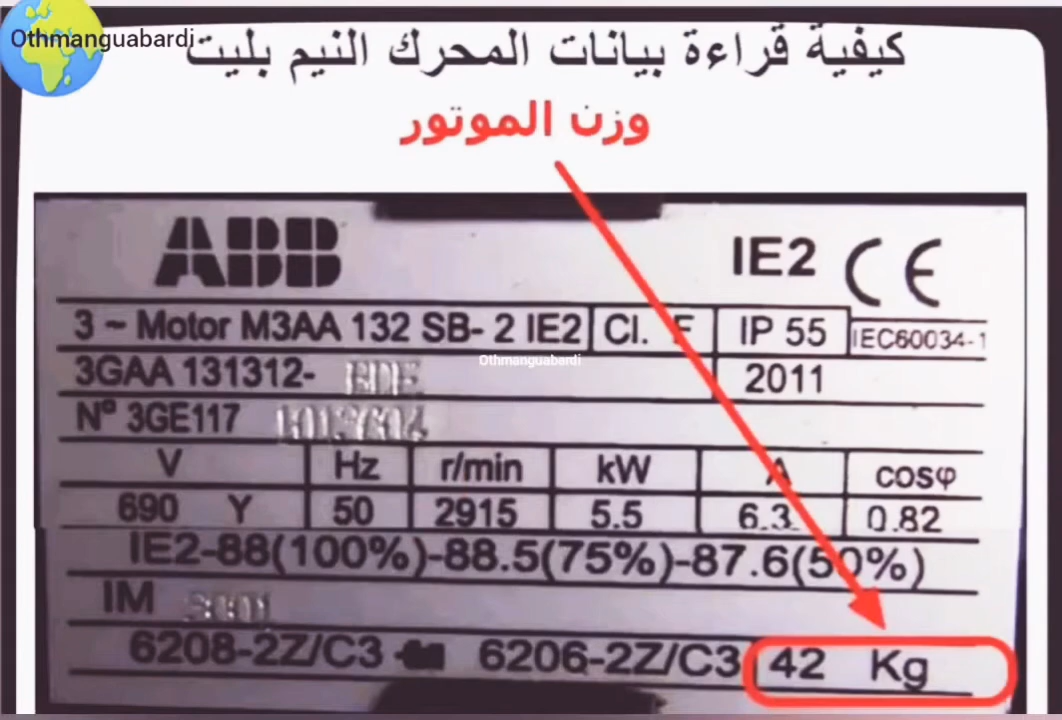 Othmanguabardi
كيفية قراءة بيانات المحرك النيم بليت
وزن الموتور
ABB IE2 CE
3 ~ Motor M3AA 132 SB- 2 IE2 Cl. F IP 55 IEC60034-1
Othmanguabardi
3GAA 131312- 2011
Nº 3GE117
V Hz r/min kW A cosφ
690 Y 50 2915 5.5 6.3 0.82
IE2-88(100%)-88.5(75%)-87.6(50%)
IM
6208-2Z/C3 6206-2Z/C3 42 Kg